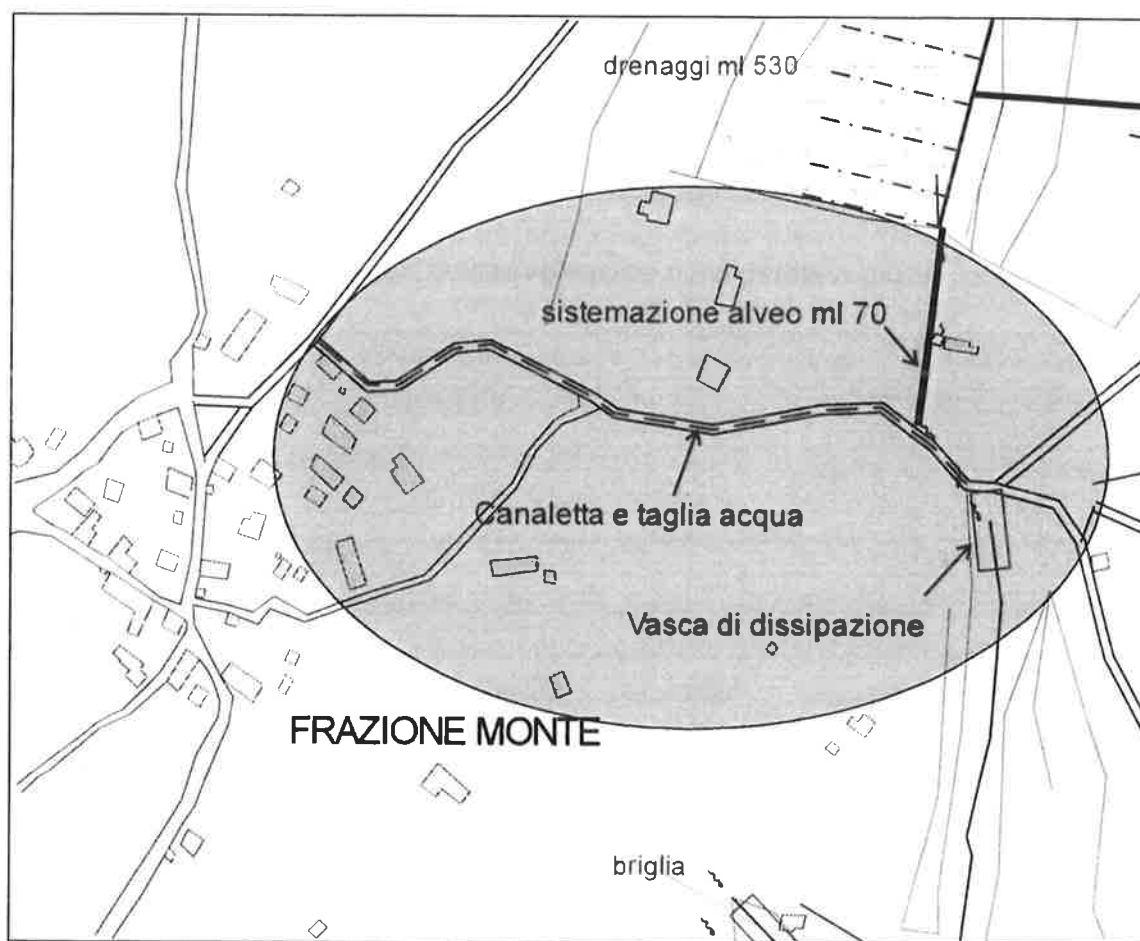 drenaggi ml 530
sistemazione alveo ml 70
Canaletta e taglia acqua
Vasca di dissipazione
FRAZIONE MONTE
briglia